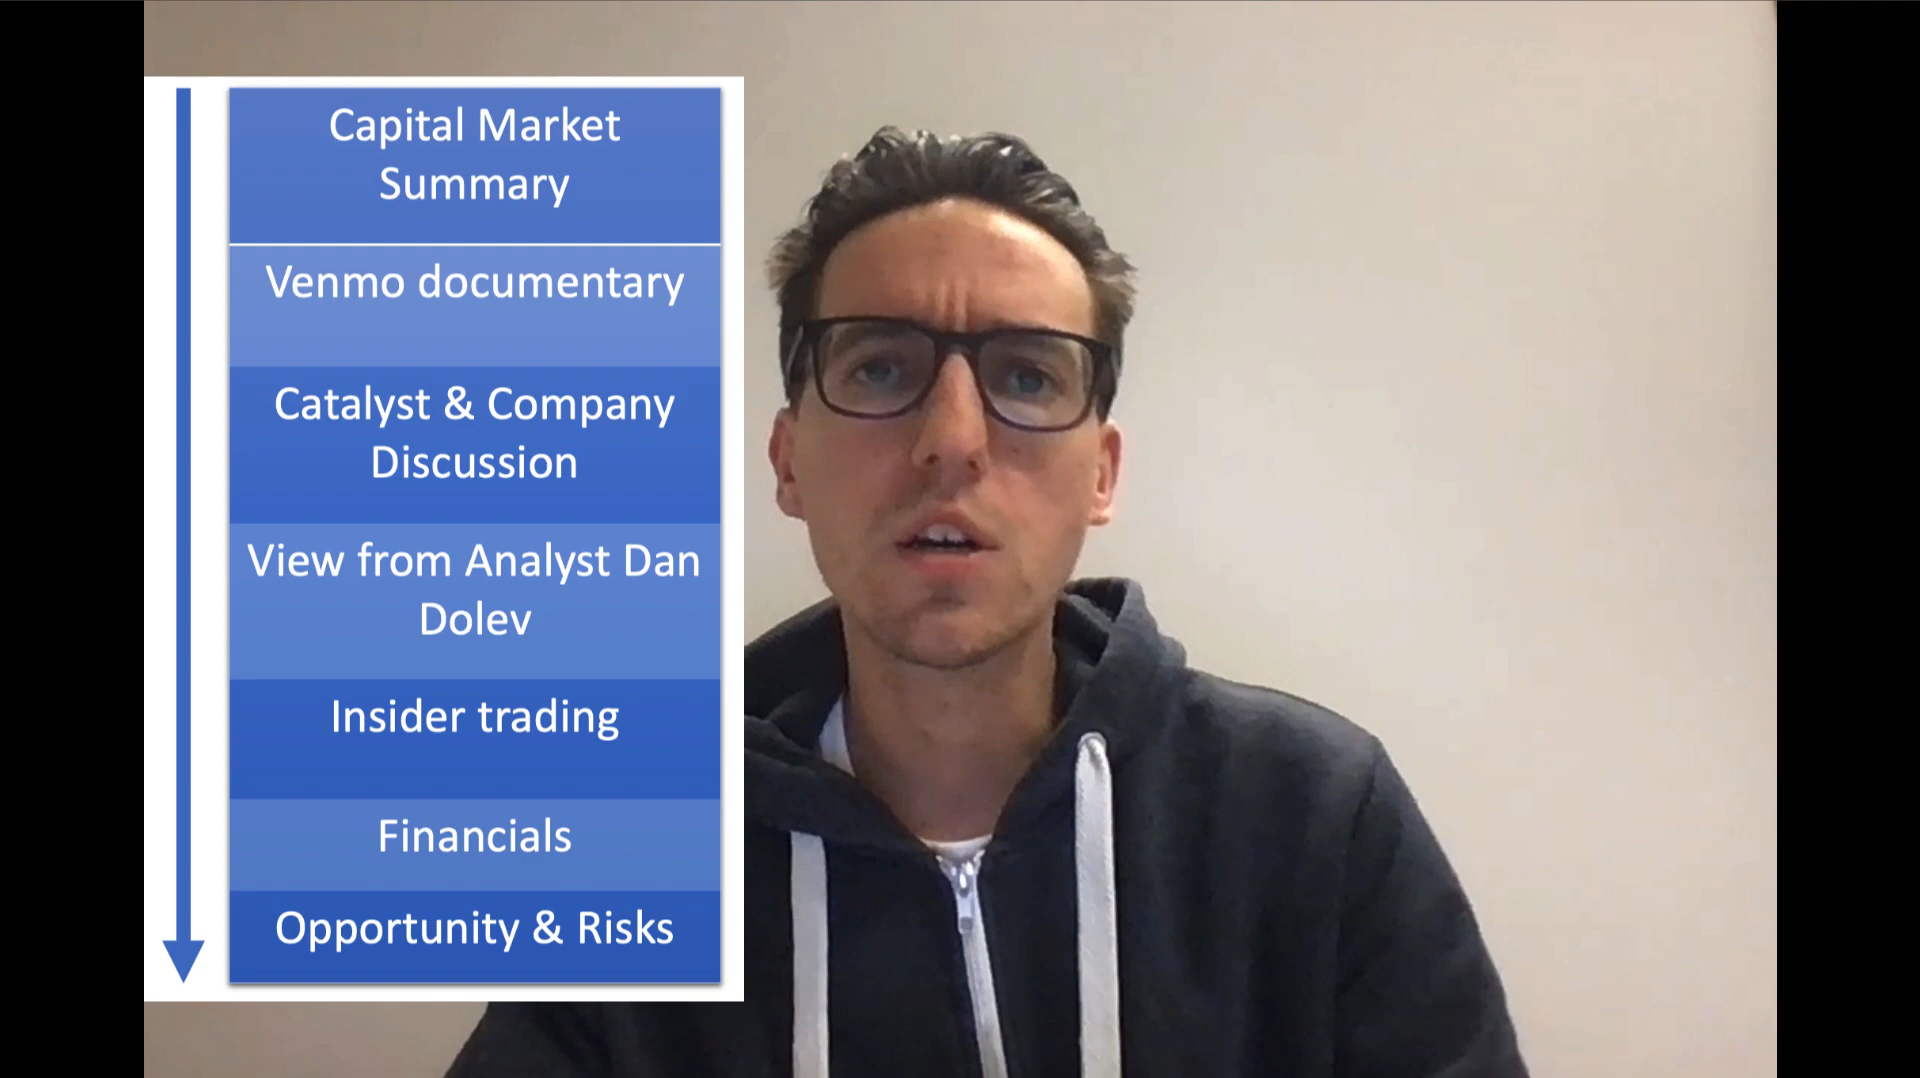 Capital Market
Summary
Venmo documentary
Catalyst & Company
Discussion
View from Analyst Dan
Dolev
Insider trading
Financials
Opportunity & Risks